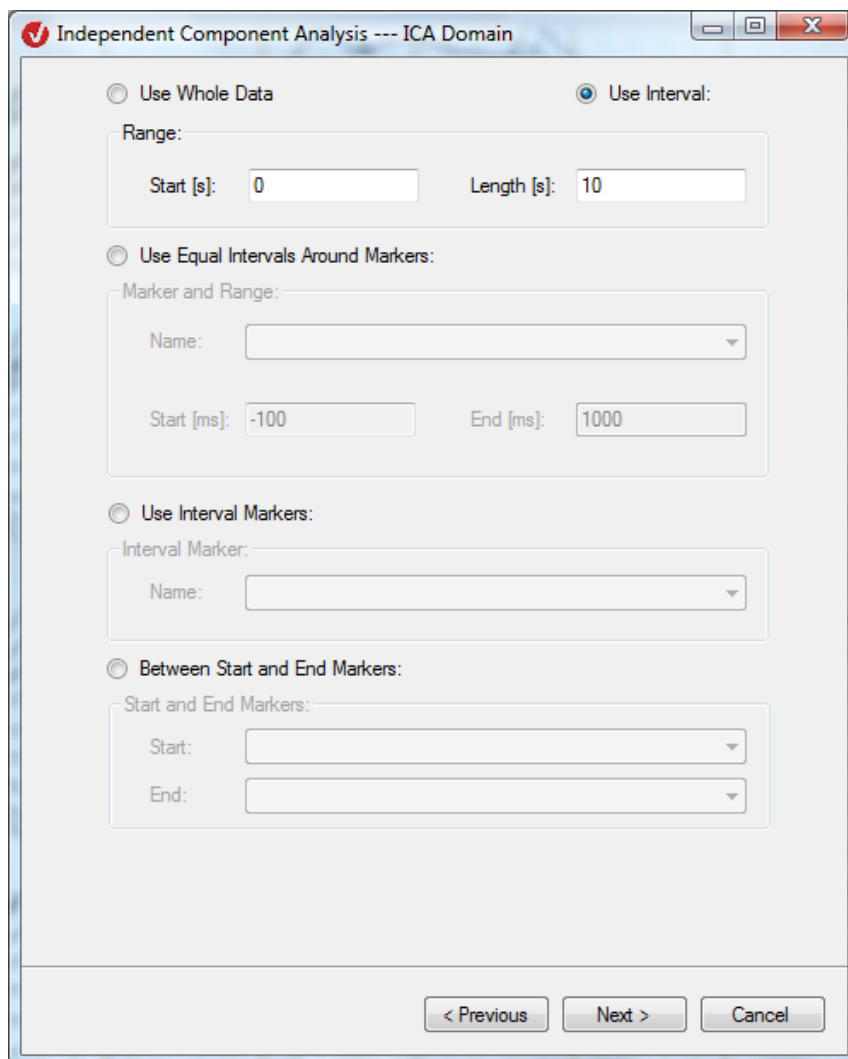 Independent Component Analysis --- ICA Domain
Use Whole Data Use Interval:
Range:
Start [s]: 0 Length [s]: 10
Use Equal Intervals Around Markers:
Marker and Range:
Name:
Start [ms]: -100 End [ms]: 1000
Use Interval Markers:
Interval Marker:
Name:
Between Start and End Markers:
Start and End Markers:
Start:
End:
< Previous Next > Cancel